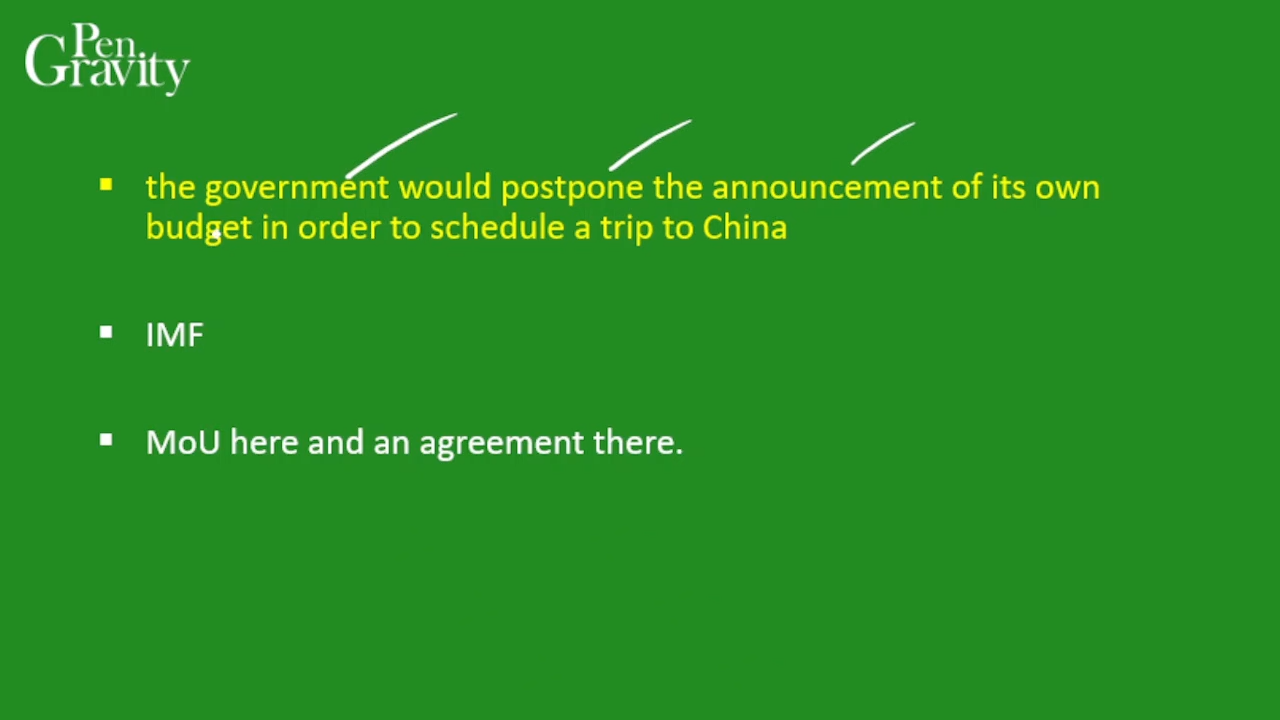 Pen
Gravity
the government would postpone the announcement of its own
budget in order to schedule a trip to China
IMF
MoU here and an agreement there.